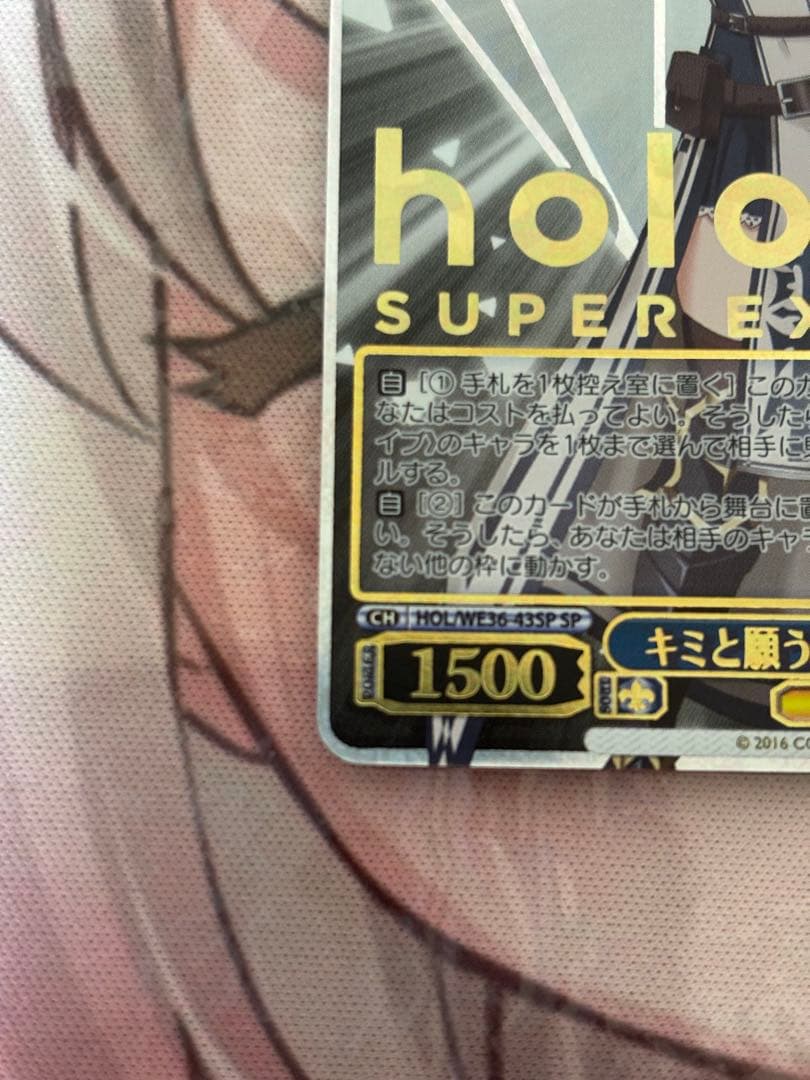 holo
SUPER EX
自 [① 手札を1枚控え室に置く] このカ
なたはコストを払ってよい。そうした
イブ》のキャラを1枚まで選んで相手に見
ルする。
自 [②] このカードが手札から舞台に置
い。そうしたら、あなたは相手のキャラ
ない他の枠に動かす。
CH HOL/WE36-43SP SP
キミと願う
POWER 1500 SOUL
© 2016 CO